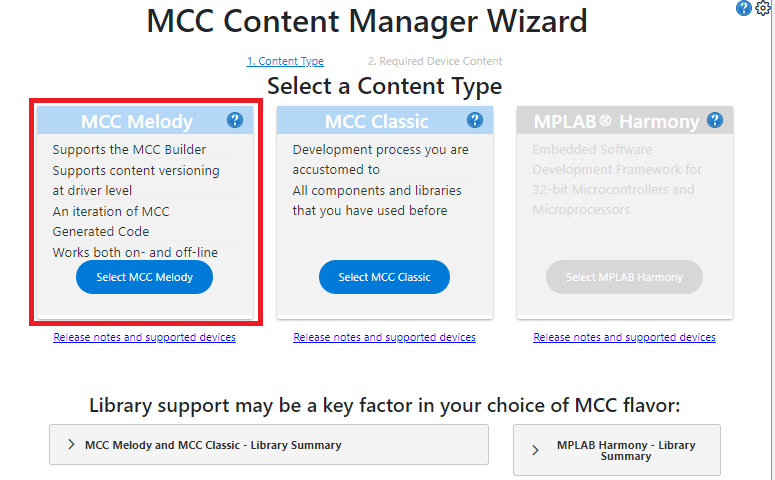 MCC Content Manager Wizard
1. Content Type
2. Required Device Content
Select a Content Type
MCC Melody
Supports the MCC Builder
Supports content versioning
at driver level
An iteration of MCC
Generated Code
Works both on- and off-line
Select MCC Melody
Release notes and supported devices
MCC Classic
Development process you are
accustomed to
All components and libraries
that you have used before
Select MCC Classic
Release notes and supported devices
MPLAB® Harmony
Embedded Software
Development Framework for
32-bit Microcontrollers and
Microprocessors
Select MPLAB Harmony
Release notes and supported devices
Library support may be a key factor in your choice of MCC flavor:
MCC Melody and MCC Classic - Library Summary
MPLAB Harmony - Library
Summary